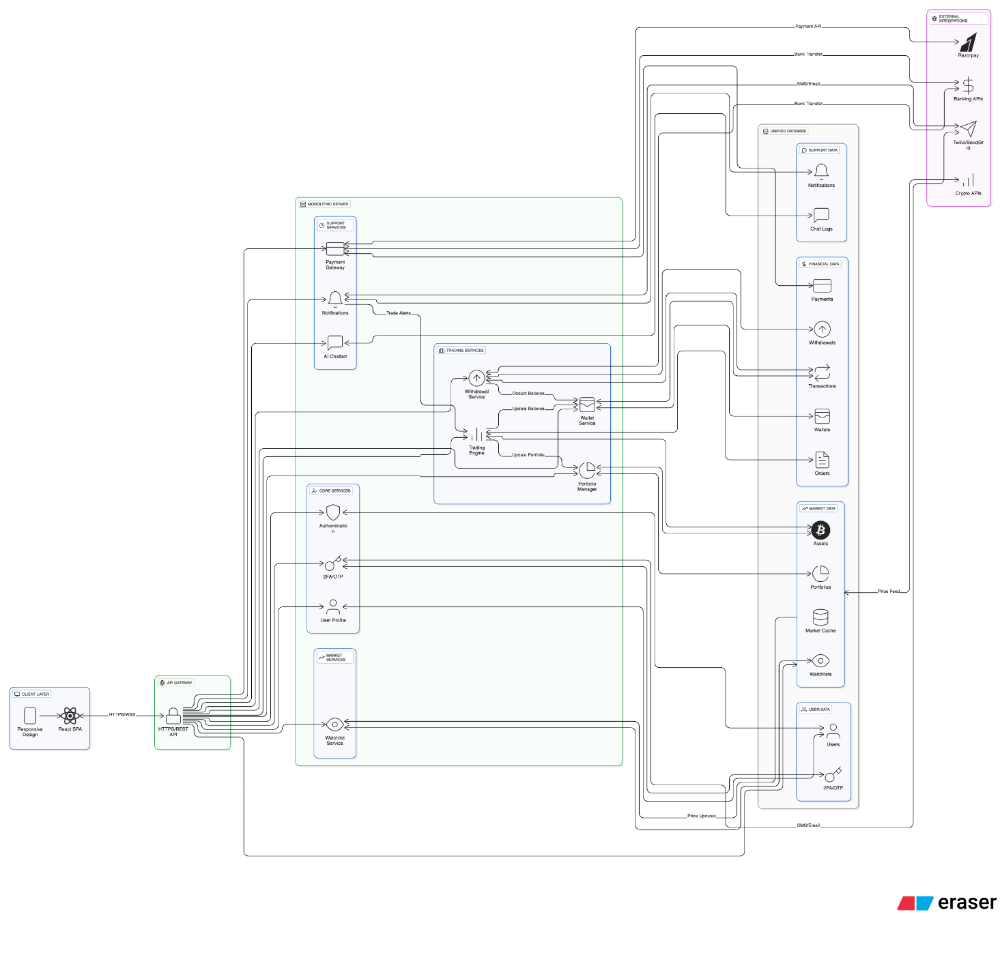 EXTERNAL
INTEGRATIONS
Payment API
Razorpay
Bank Transfer
Banking APIs
SMS/Email
Bank Transfer
Twilio/SendGr
id
Crypto APIs
UNIFIED DATABASE
SUPPORT DATA
Notifications
Chat Logs
FINANCIAL DATA
Payments
Withdrawals
Transactions
Wallets
Orders
MARKET DATA
Assets
Portfolios
Price Feed
Market Cache
Watchlists
USER DATA
Users
2FA/OTP
MONOLITHIC SERVER
SUPPORT
SERVICES
Payment
Gateway
Notifications
Trade Alerts
AI Chatbot
TRADING SERVICES
Withdrawal
Service
Deduct Balance
Update Balance
Wallet
Service
Trading
Engine
Update Portfolio
Portfolio
Manager
CORE SERVICES
Authenticatio
n
2FA/OTP
User Profile
MARKET
SERVICES
Watchlist
Service
API GATEWAY
HTTPS/REST
API
CLIENT LAYER
Responsive
Design
React SPA
HTTPS/WSS
Price Updates
SMS/Email
eraser